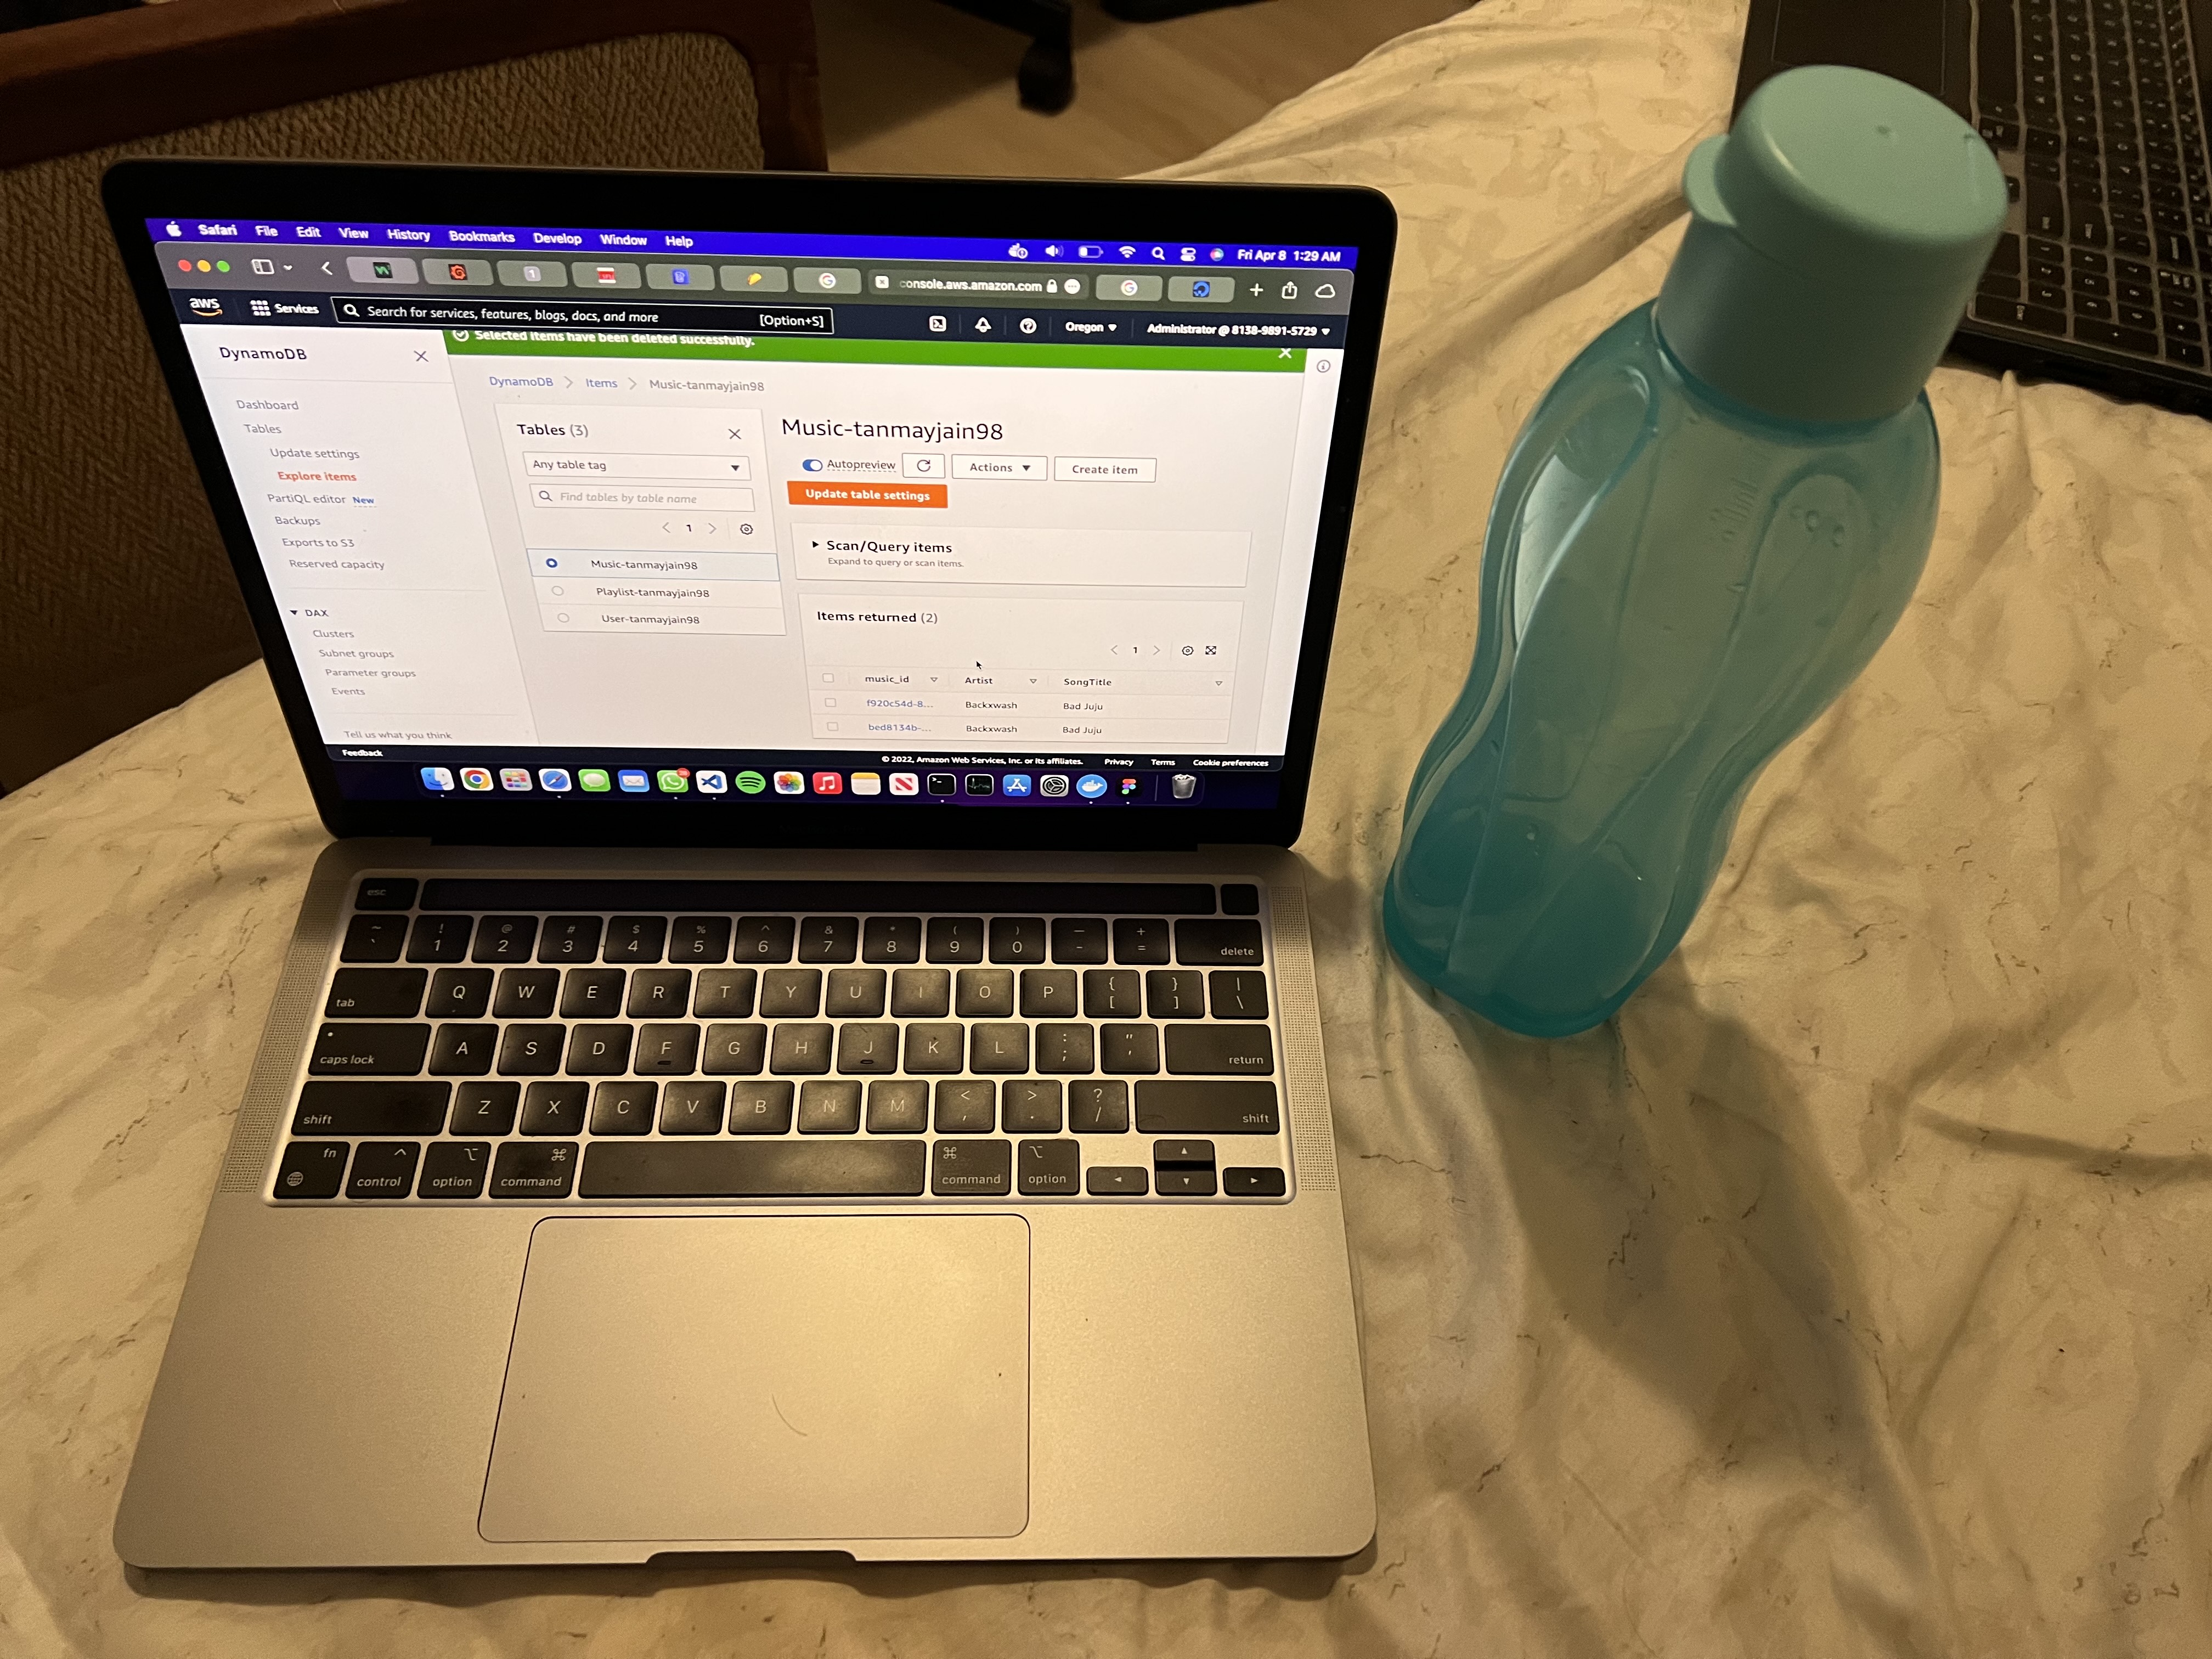 Safari File Edit View History Bookmarks Develop Window Help Fri Apr 8 1:29 AM
1 console.aws.amazon.com
aws Services Search for services, features, blogs, docs, and more [Option+S] Oregon Administrator @ 8138-9891-5729
Selected items have been deleted successfully.
DynamoDB
Dashboard
Tables
Update settings
Explore items
PartiQL editor New
Backups
Exports to S3
Reserved capacity
DAX
Clusters
Subnet groups
Parameter groups
Events
Tell us what you think
DynamoDB > Items > Music-tanmayjain98
Tables (3)
Any table tag
Find tables by table name
1
Music-tanmayjain98
Playlist-tanmayjain98
User-tanmayjain98
Music-tanmayjain98
Autopreview Actions Create item
Update table settings
Scan/Query items
Expand to query or scan items.
Items returned (2)
1
music_id Artist SongTitle
f920c54d-8... Backxwash Bad Juju
bed8134b-... Backxwash Bad Juju
Feedback © 2022, Amazon Web Services, Inc. or its affiliates. Privacy Terms Cookie preferences
esc
~ ! @ # $ % ^ & * ( ) — +
` 1 2 3 4 5 6 7 8 9 0 - =  delete
tab Q W E R T Y U I O P { [ } ] | \
caps lock A S D F G H J K L : ; " ' return
shift Z X C V B N M < , > . ? / shift
fn control option command command option